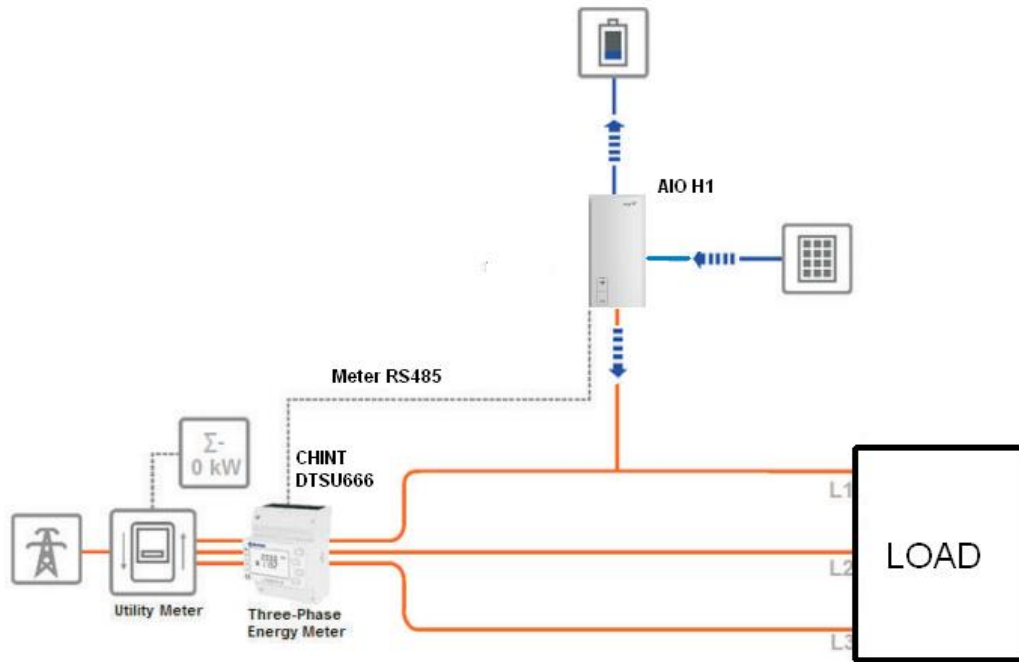 AIO H1
Meter RS485
Σ-
0 kW
CHINT
DTSU666
L1
L2
L3
LOAD
Utility Meter
Three-Phase
Energy Meter